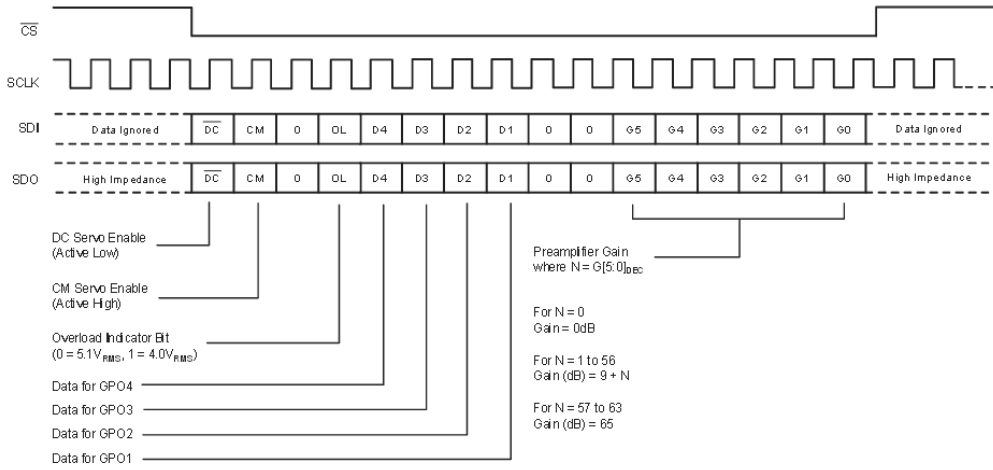 CS
SCLK
SDI Data Ignored DC CM 0 OL D4 D3 D2 D1 0 0 G5 G4 G3 G2 G1 G0 Data Ignored
SDO High Impedance DC CM 0 OL D4 D3 D2 D1 0 0 G5 G4 G3 G2 G1 G0 High Impedance
DC Servo Enable
(Active Low)
CM Servo Enable
(Active High)
Overload Indicator Bit
(0 = 5.1VRMS, 1 = 4.0VRMS)
Data for GPO4
Data for GPO3
Data for GPO2
Data for GPO1
Preamplifier Gain
where N = G[5:0]DEC
For N = 0
Gain = 0dB
For N = 1 to 56
Gain (dB) = 9 + N
For N = 57 to 63
Gain (dB) = 65